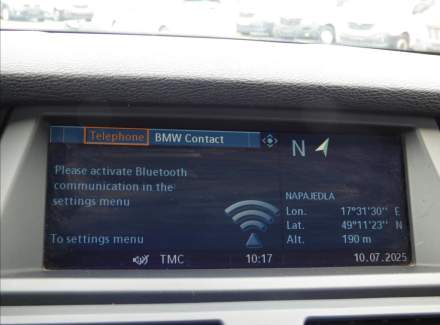 Telephone BMW Contact
N
Please activate Bluetooth
communication in the
settings menu
NAPAJEDLA
Lon. 17°31'30" E
Lat. 49°11'23" N
Alt. 190 m
To settings menu
TMC 10:17 10.07.2025